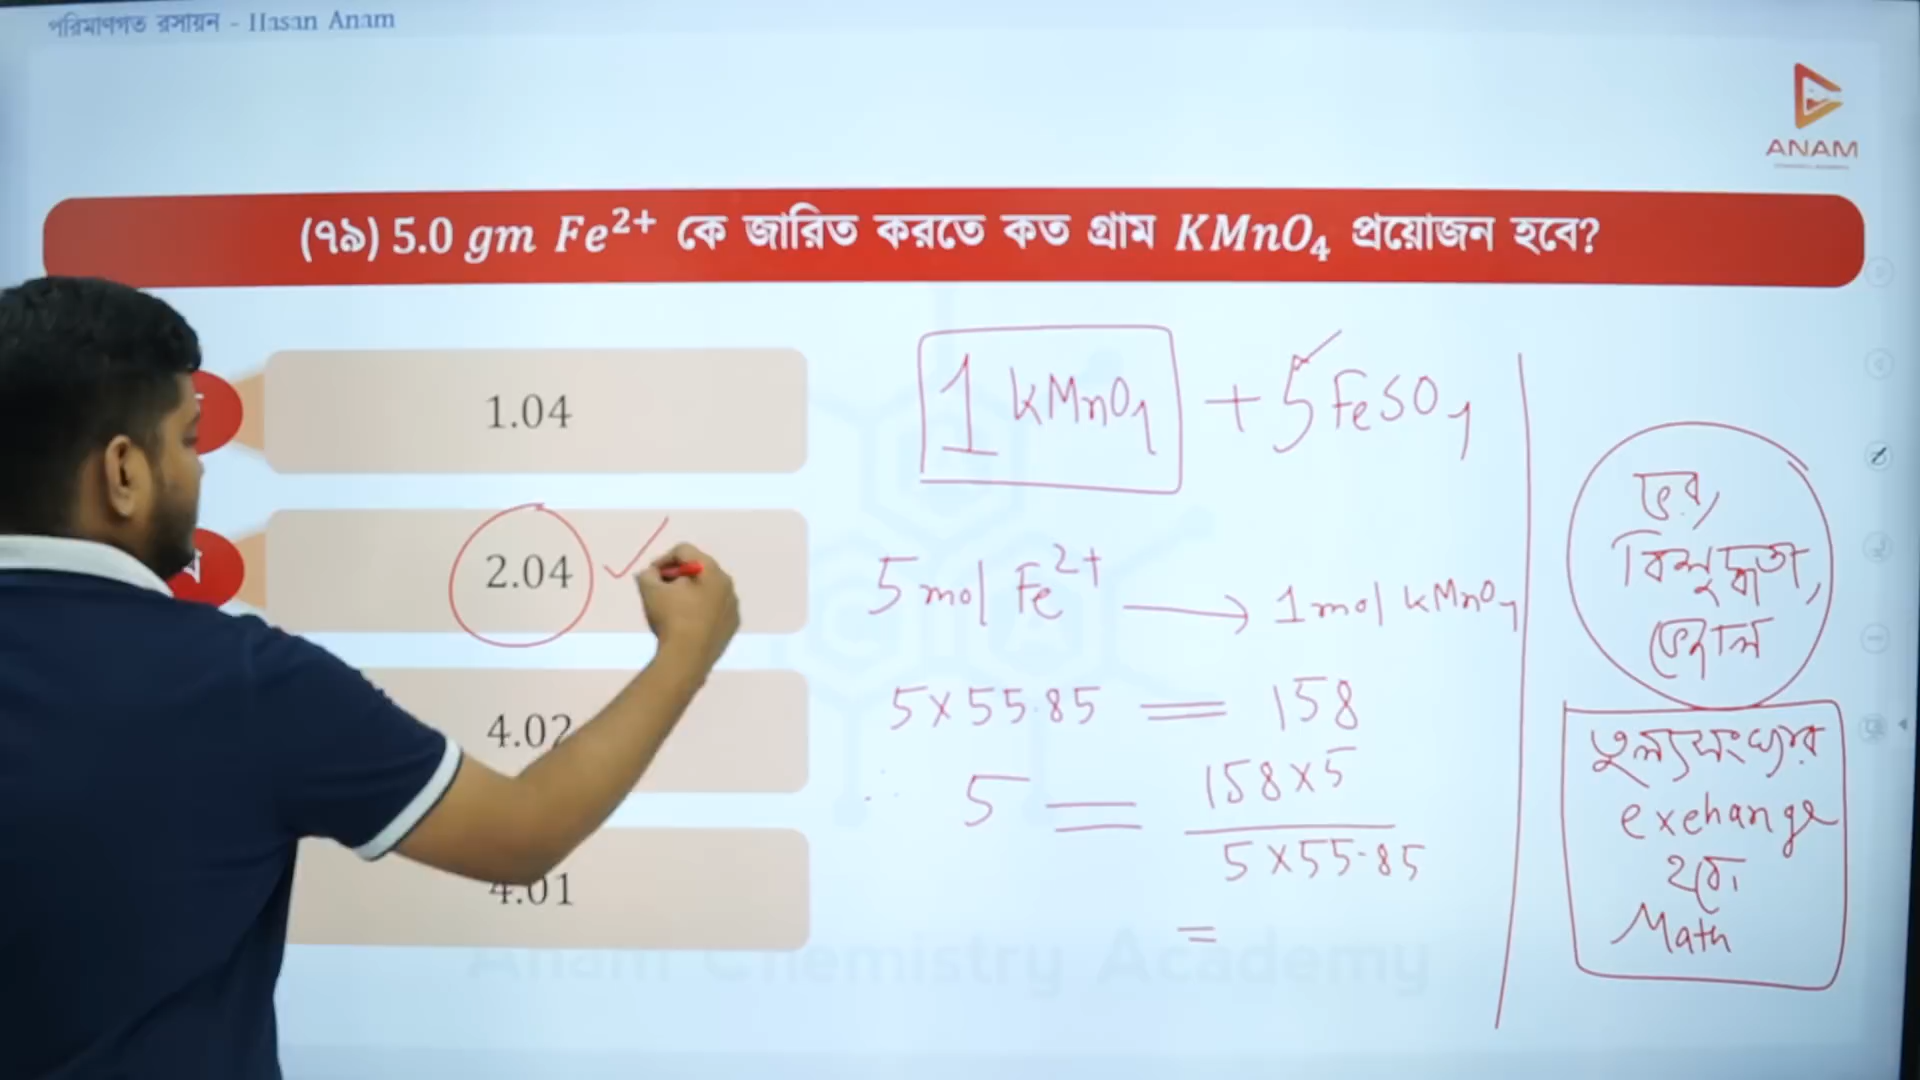 পরিমাণগত রসায়ন - Hasan Anam
ANAM
(৭৯) 5.0 gm Fe²⁺ কে জারিত করতে কত গ্রাম KMnO₄ প্রয়োজন হবে?
1.04
2.04
4.02
4.01
1 KMnO₄ + 5 FeSO₄
5 mol Fe²⁺ ⟶ 1 mol KMnO₄
5 × 55.85 = 158
∴ 5 = 158 × 5
5 × 55.85
=
ভর,
বিশুদ্ধতা,
ভেজাল
তুল্যসংখ্যার
exchange
হবে
Math
Anam Chemistry Academy